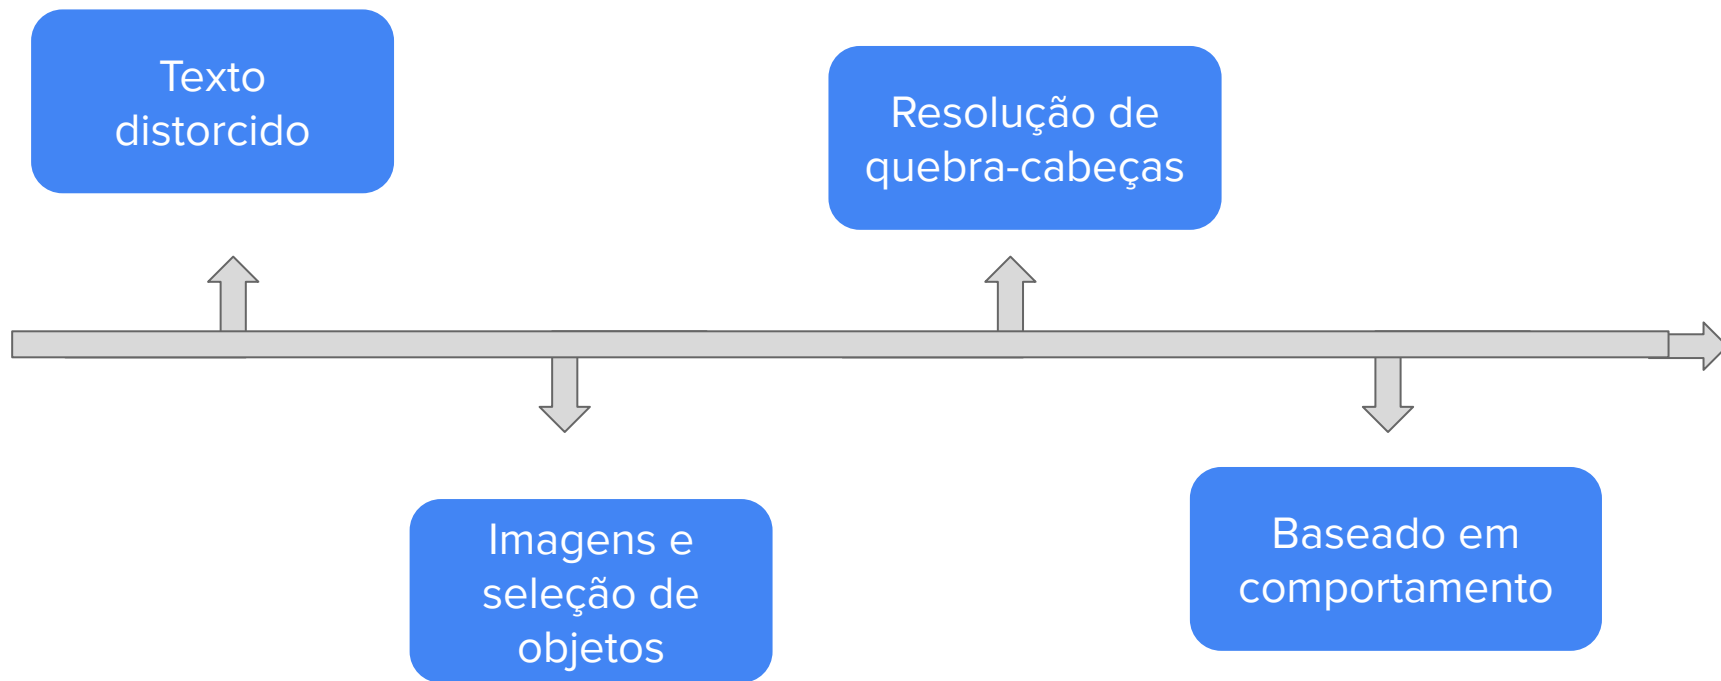 Texto
distorcido
Resolução de
quebra-cabeças
Imagens e
seleção de
objetos
Baseado em
comportamento